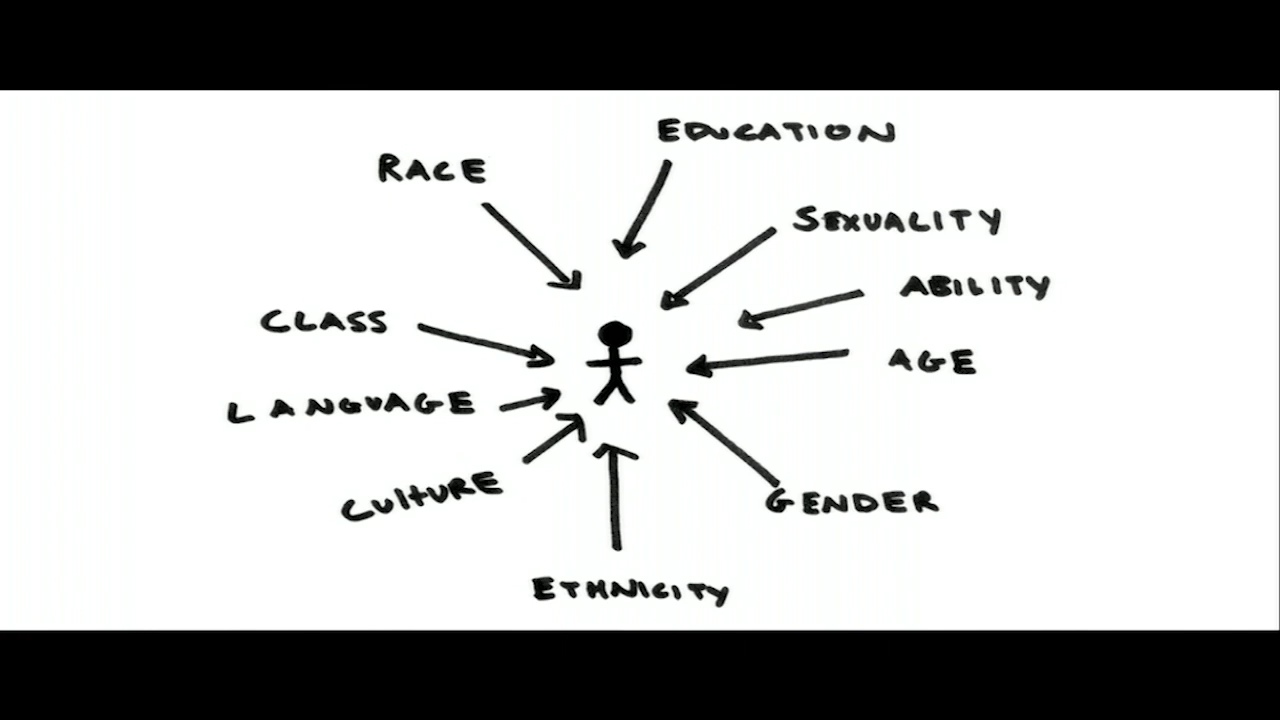 EDUCATION
RACE
SEXUALITY
ABILITY
CLASS
AGE
LANGUAGE
CULTURE
GENDER
ETHNICITY